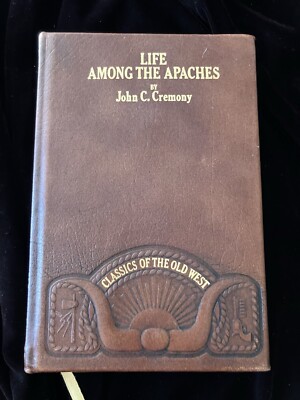 LIFE
AMONG THE APACHES
BY
John C. Cremony
CLASSICS OF THE OLD WEST